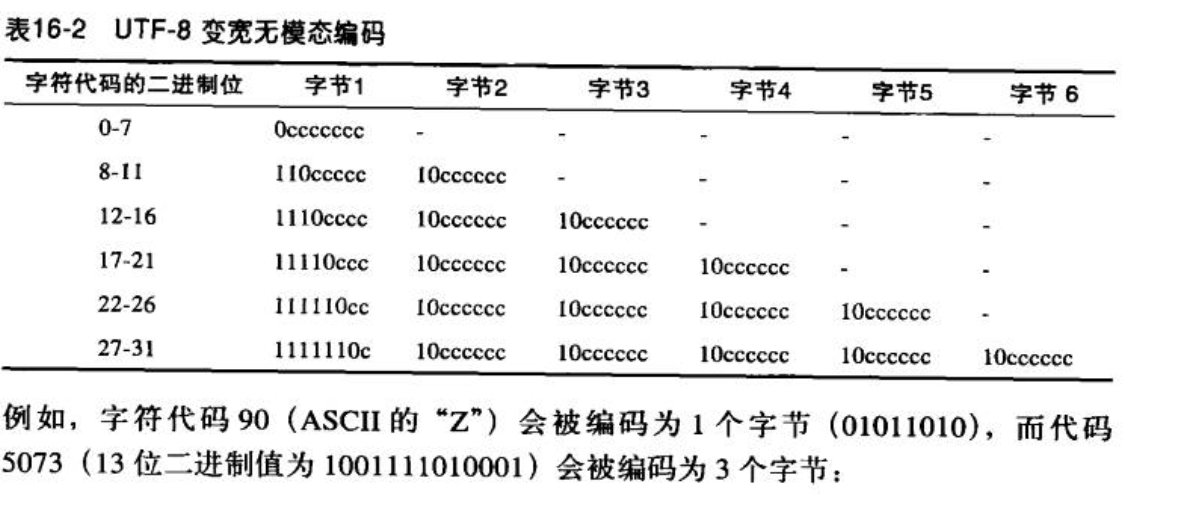 表16-2 UTF-8 变宽无模态编码
字符代码的二进制位 字节1 字节2 字节3 字节4 字节5 字节 6
0-7 0ccccccc - - - - -
8-11 110ccccc 10cccccc - - - -
12-16 1110cccc 10cccccc 10cccccc - - -
17-21 11110ccc 10cccccc 10cccccc 10cccccc - -
22-26 111110cc 10cccccc 10cccccc 10cccccc 10cccccc -
27-31 1111110c 10cccccc 10cccccc 10cccccc 10cccccc 10cccccc
例如，字符代码 90（ASCII 的“Z”）会被编码为 1 个字节（01011010），而代码
5073（13 位二进制值为 1001111010001）会被编码为 3 个字节：